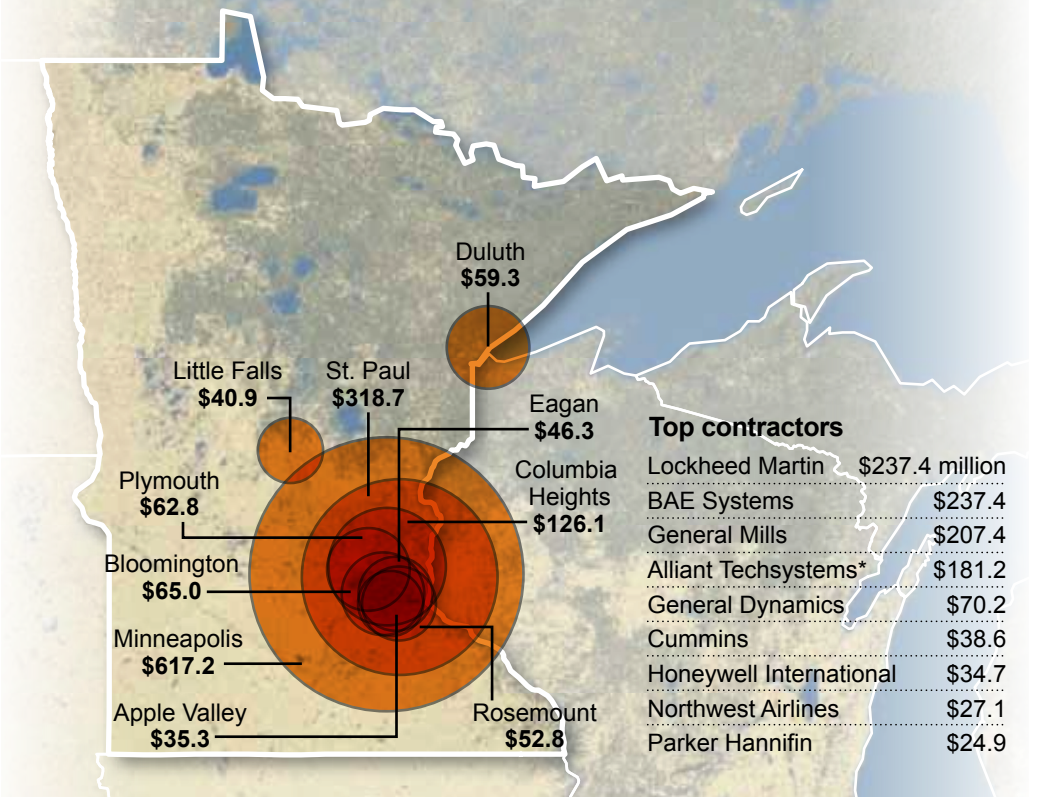 Duluth
$59.3
Little Falls
$40.9
St. Paul
$318.7
Eagan
$46.3
Columbia
Heights
$126.1
Plymouth
$62.8
Bloomington
$65.0
Minneapolis
$617.2
Apple Valley
$35.3
Rosemount
$52.8
Top contractors
Lockheed Martin $237.4 million
BAE Systems $237.4
General Mills $207.4
Alliant Techsystems* $181.2
General Dynamics $70.2
Cummins $38.6
Honeywell International $34.7
Northwest Airlines $27.1
Parker Hannifin $24.9